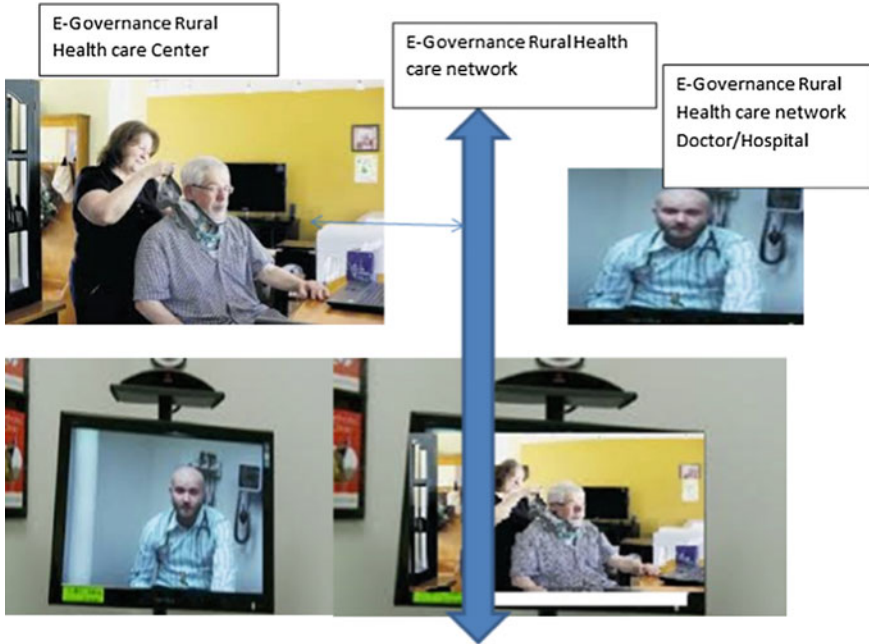 E-Governance Rural
Health care Center
E-Governance Rural Health
care network
E-Governance Rural
Health care network
Doctor/Hospital